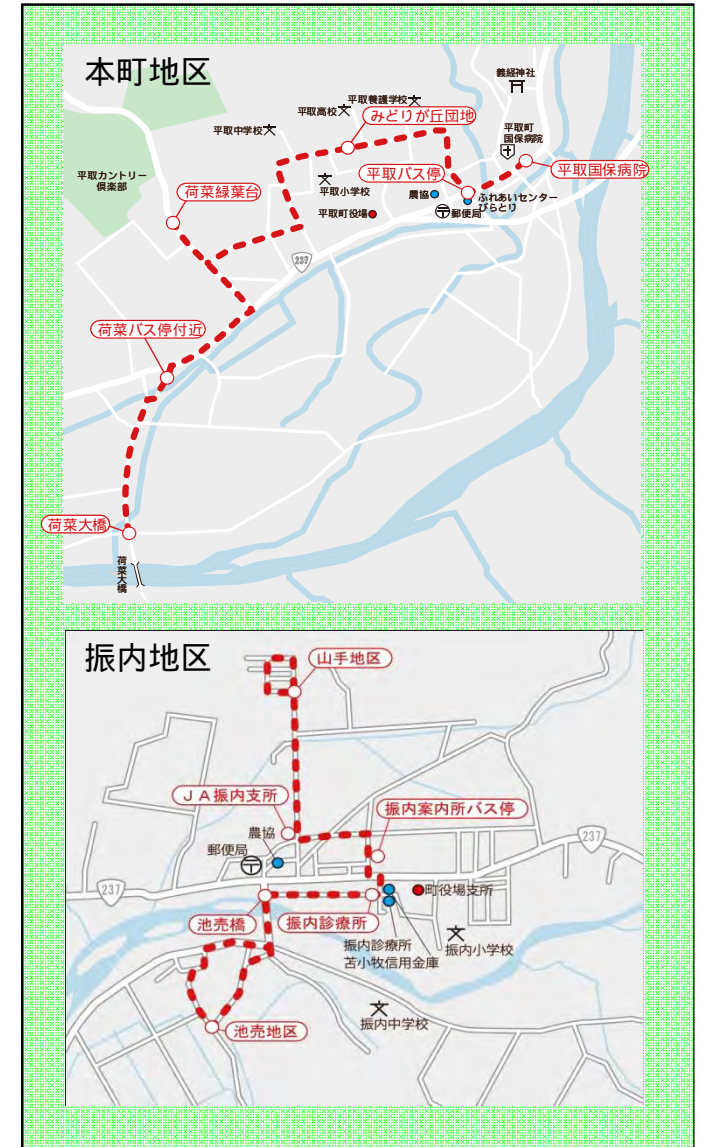 本町地区
義経神社
平取養護学校
平取高校
みどりが丘団地
平取中学校
平取町
国保病院
平取バス停
平取国保病院
平取カントリー
倶楽部
荷菜緑葉台
平取小学校
農協
ふれあいセンター
びらとり
平取町役場
郵便局
237
荷菜バス停付近
荷菜大橋
荷菜大橋
振内地区
山手地区
JA振内支所
振内案内所バス停
農協
郵便局
237
237
町役場支所
池売橋
振内診療所
振内診療所
苫小牧信用金庫
振内小学校
振内中学校
池売地区